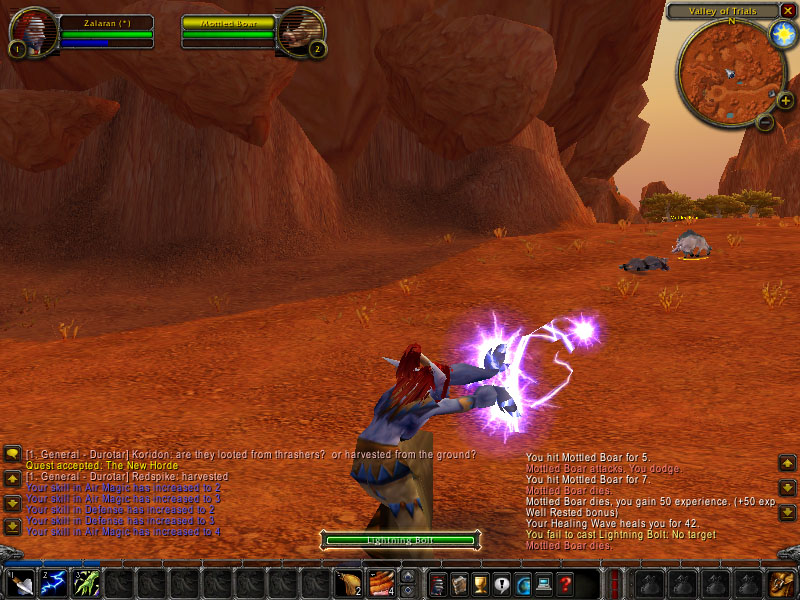 Zalaran (*)
1
Mottled Boar
2
Valley of Trials
N
Mottled Boar
[1. General - Durotar] Koridon: are they looted from thrashers? or harvested from the ground?
Quest accepted: The New Horde
[1. General - Durotar] Redspike: harvested
Your skill in Air Magic has increased to 2
Your skill in Air Magic has increased to 3
Your skill in Defense has increased to 2
Your skill in Defense has increased to 3
Your skill in Air Magic has increased to 4
You hit Mottled Boar for 5.
Mottled Boar attacks. You dodge.
You hit Mottled Boar for 7.
Mottled Boar dies.
Mottled Boar dies, you gain 50 experience. (+50 exp
Well Rested bonus)
Your Healing Wave heals you for 42.
You fail to cast Lightning Bolt: No target
Mottled Boar dies.
Lightning Bolt
1
2
3
2
4